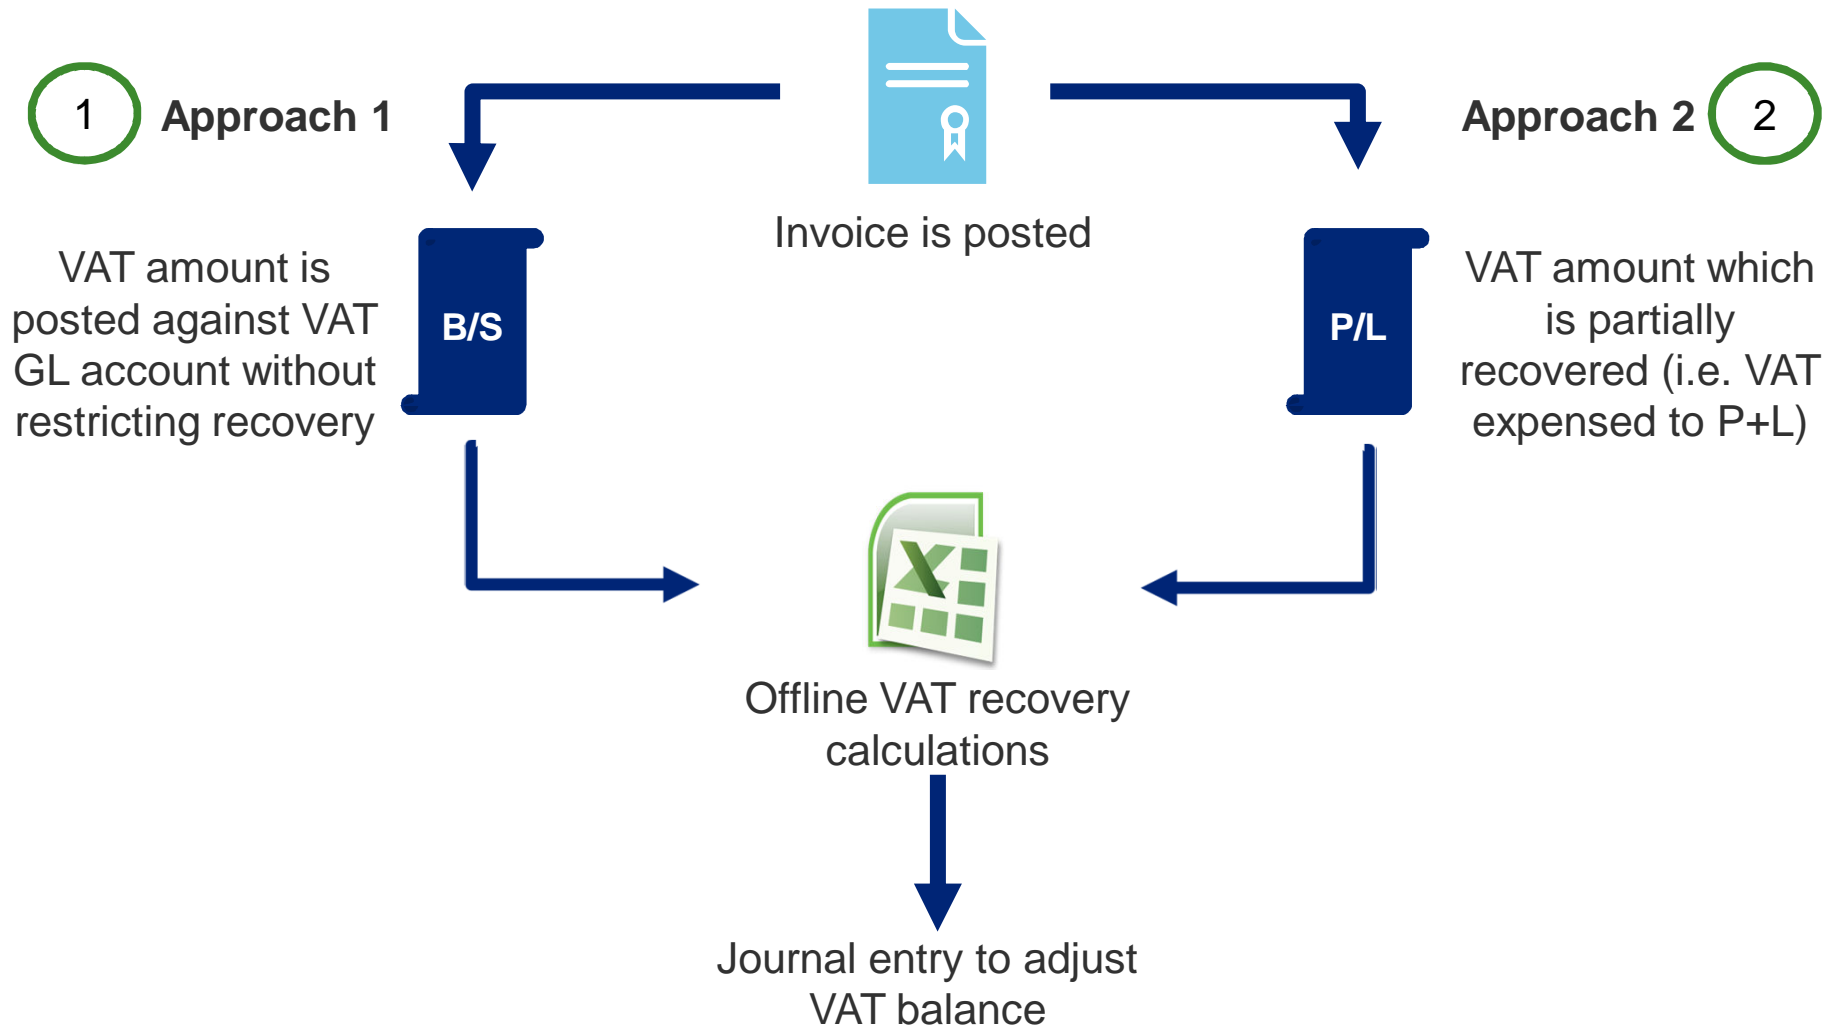 1
Approach 1
Approach 2
2
Invoice is posted
VAT amount is
posted against VAT
GL account without
restricting recovery
B/S
P/L
VAT amount which
is partially
recovered (i.e. VAT
expensed to P+L)
Offline VAT recovery
calculations
Journal entry to adjust
VAT balance